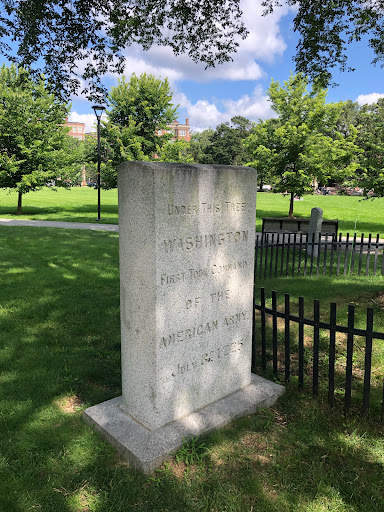 UNDER THIS TREE
WASHINGTON
FIRST TOOK COMMAND
OF THE
AMERICAN ARMY,
JULY 3D, 1775.